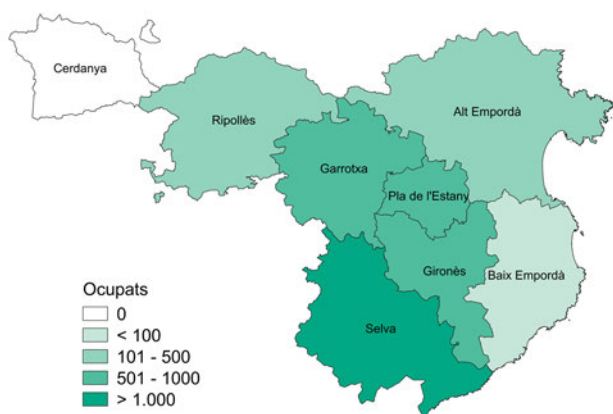 Cerdanya
Ripollès
Alt Empordà
Garrotxa
Pla de l'Estany
Gironès
Baix Empordà
Selva
Ocupats
0
< 100
101 - 500
501 - 1000
> 1.000